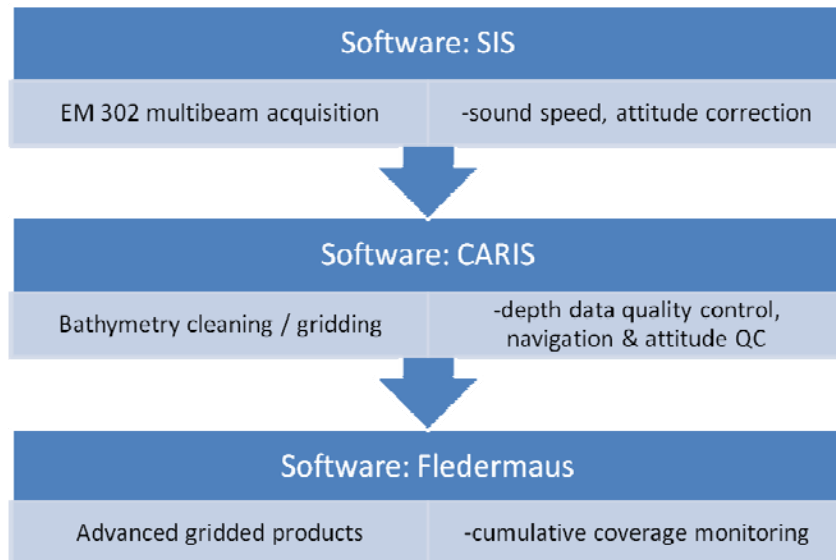 Software: SIS
EM 302 multibeam acquisition
-sound speed, attitude correction
Software: CARIS
Bathymetry cleaning / gridding
-depth data quality control,
navigation & attitude QC
Software: Fledermaus
Advanced gridded products
-cumulative coverage monitoring